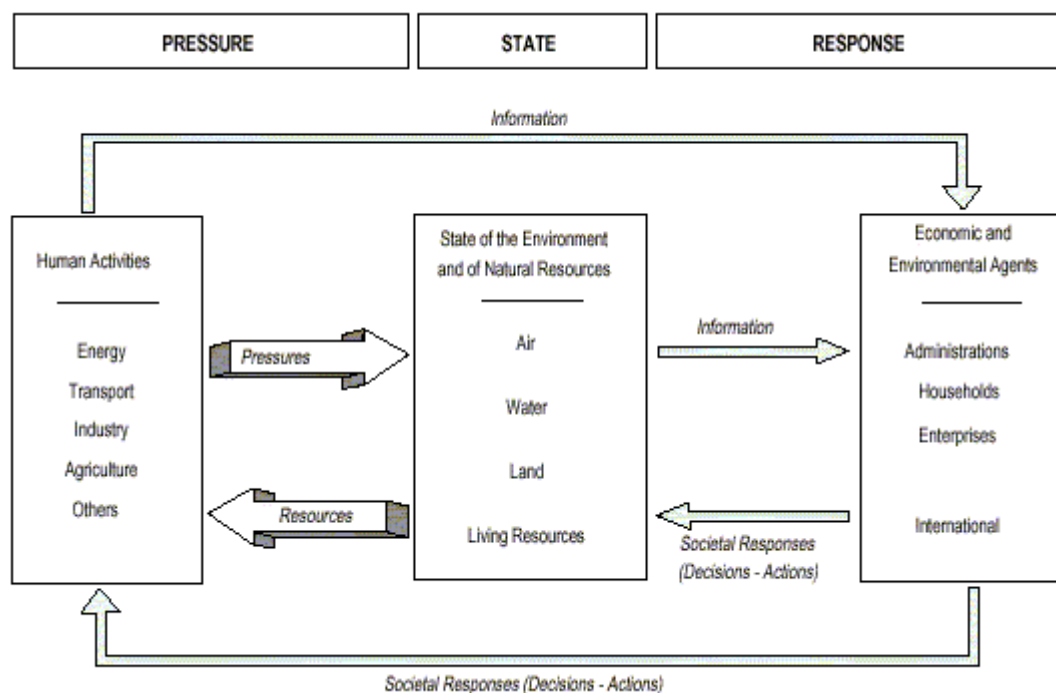 PRESSURE
STATE
RESPONSE
Information
Human Activities
Energy
Transport
Industry
Agriculture
Others
Pressures
Resources
State of the Environment
and of Natural Resources
Air
Water
Land
Living Resources
Information
Societal Responses
(Decisions - Actions)
Economic and
Environmental Agents
Administrations
Households
Enterprises
International
Societal Responses (Decisions - Actions)